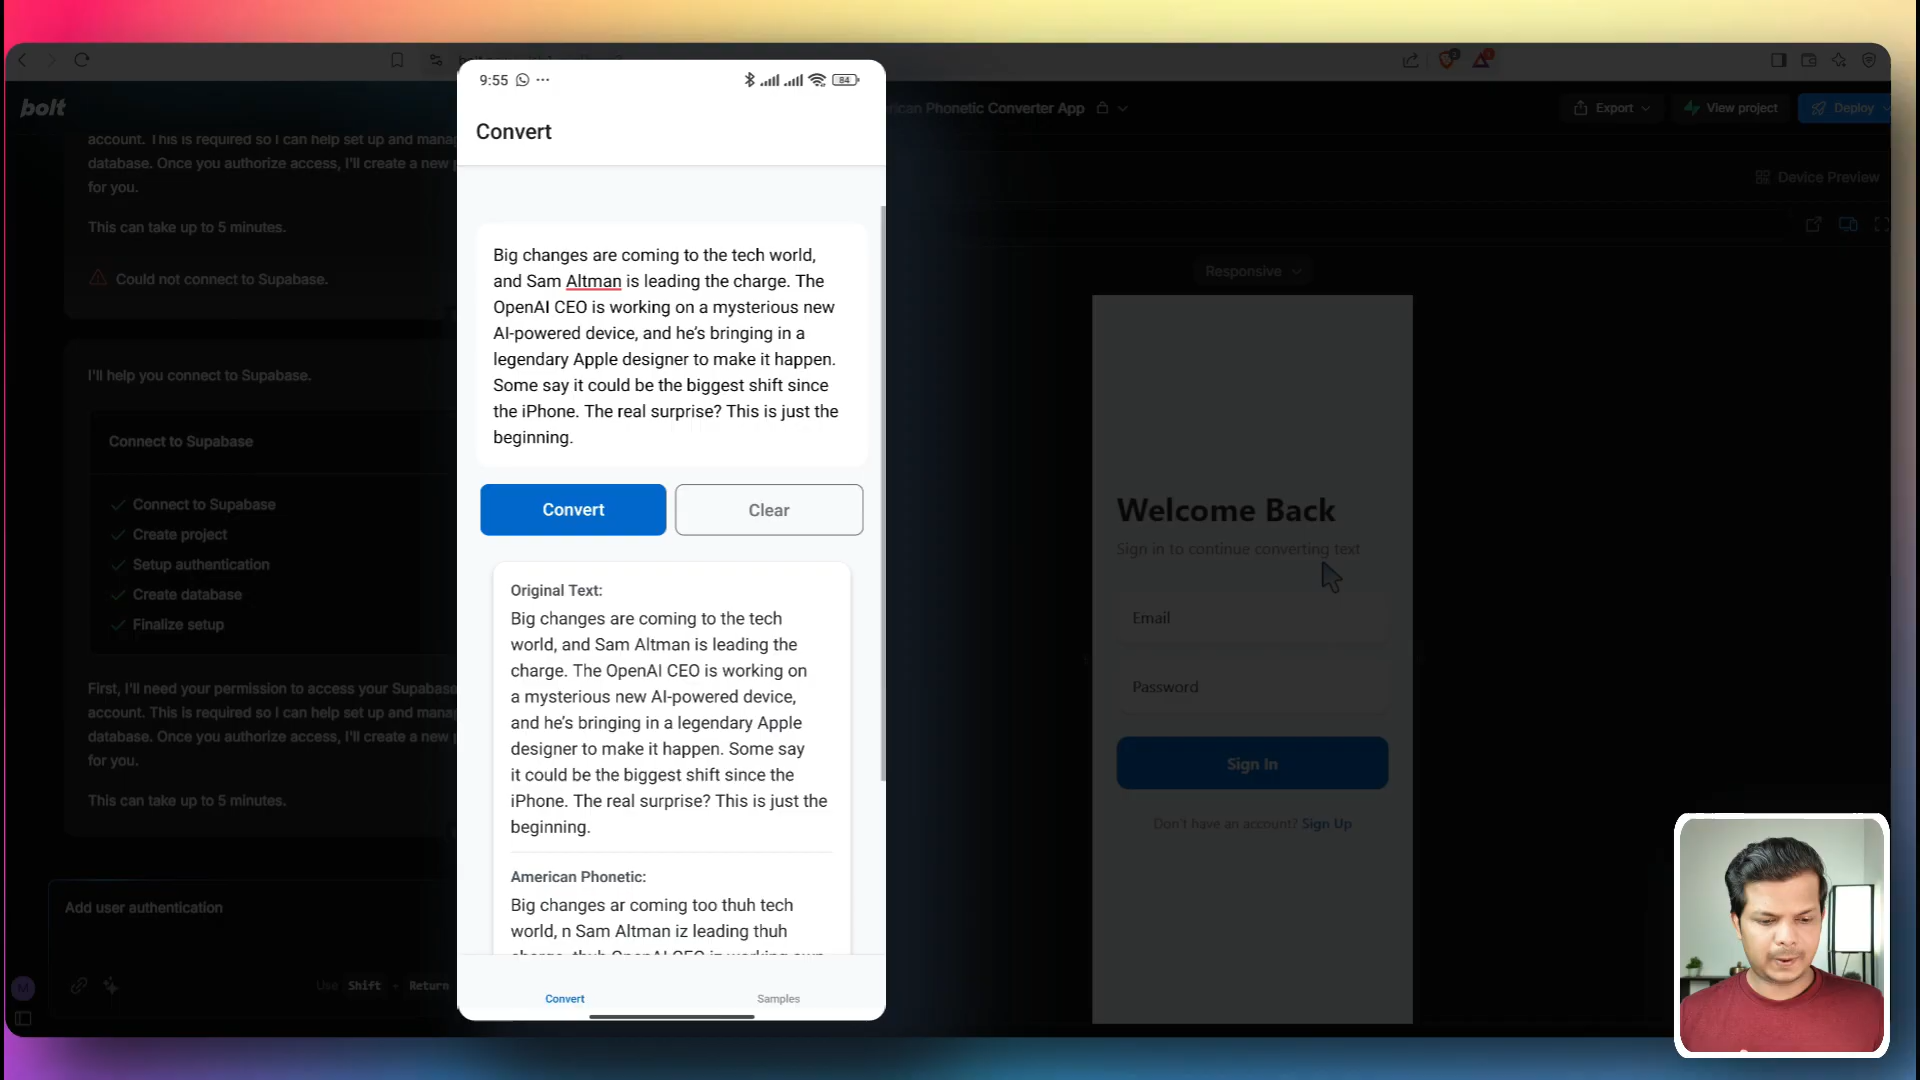 bolt
ican Phonetic Converter App
Export
View project
Deploy
account. This is required so I can help set up and mana
database. Once you authorize access, I'll create a new
for you.
This can take up to 5 minutes.
Could not connect to Supabase.
I'll help you connect to Supabase.
Connect to Supabase
Connect to Supabase
Create project
Setup authentication
Create database
Finalize setup
First, I'll need your permission to access your Supabase
account. This is required so I can help set up and mana
database. Once you authorize access, I'll create a new
for you.
This can take up to 5 minutes.
Add user authentication
M
Use Shift + Return
9:55
84
Convert
Big changes are coming to the tech world,
and Sam Altman is leading the charge. The
OpenAI CEO is working on a mysterious new
AI-powered device, and he's bringing in a
legendary Apple designer to make it happen.
Some say it could be the biggest shift since
the iPhone. The real surprise? This is just the
beginning.
Convert
Clear
Original Text:
Big changes are coming to the tech
world, and Sam Altman is leading the
charge. The OpenAI CEO is working on
a mysterious new AI-powered device,
and he's bringing in a legendary Apple
designer to make it happen. Some say
it could be the biggest shift since the
iPhone. The real surprise? This is just the
beginning.
American Phonetic:
Big changes ar coming too thuh tech
world, n Sam Altman iz leading thuh
charge. thuh OpenAI CEO iz working own
Convert
Samples
Device Preview
Responsive
Welcome Back
Sign in to continue converting text
Email
Password
Sign In
Don't have an account? Sign Up